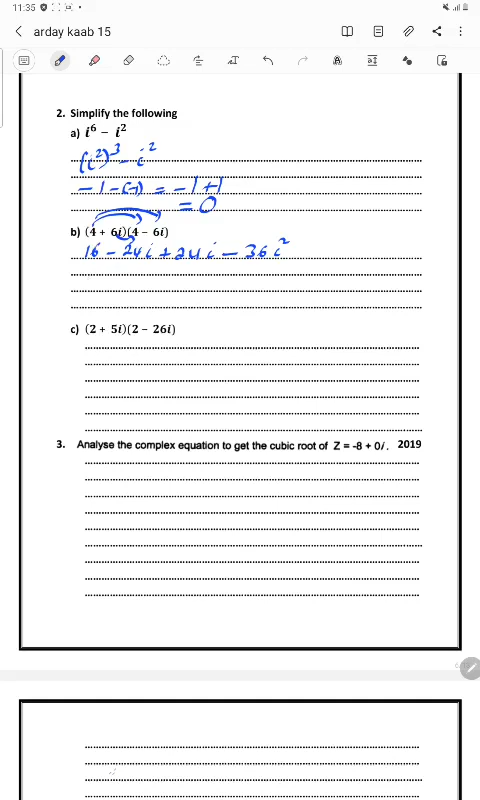 11:35
arday kaab 15
2. Simplify the following
a) i⁶ − i²
(i²)³ − i²
−1 −(−1) = −1+1
= 0
b) (4 + 6i)(4 − 6i)
16 − 24i + 24i − 36i²
c) (2 + 5i)(2 − 26i)
3. Analyse the complex equation to get the cubic root of Z = -8 + 0i. 2019